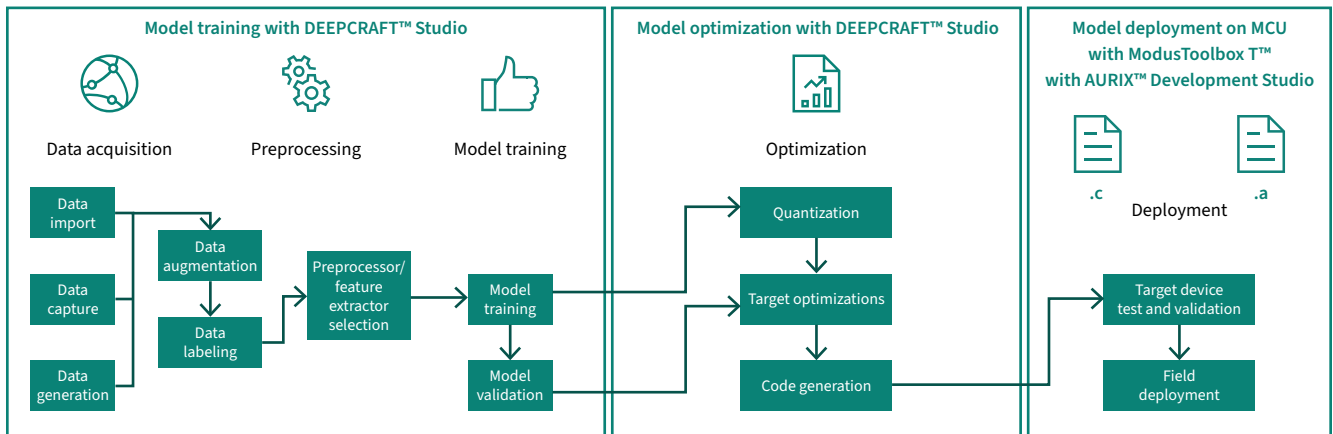 Model training with DEEPCRAFT™ Studio
Data acquisition
Preprocessing
Model training
Data
import
Data
capture
Data
generation
Data
augmentation
Data
labeling
Preprocessor/
feature
extractor
selection
Model
training
Model
validation
Model optimization with DEEPCRAFT™ Studio
Optimization
Quantization
Target optimizations
Code generation
Model deployment on MCU
with ModusToolbox T™
with AURIX™ Development Studio
.c
.a
Deployment
Target device
test and validation
Field
deployment